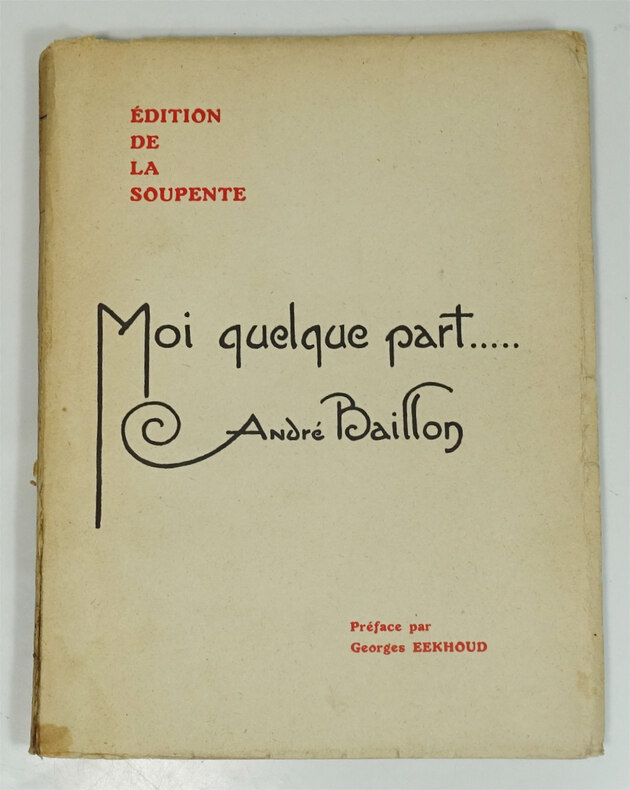 ÉDITION
DE
LA
SOUPENTE
Moi quelque part.....
André Baillon
Préface par
Georges EEKHOUD